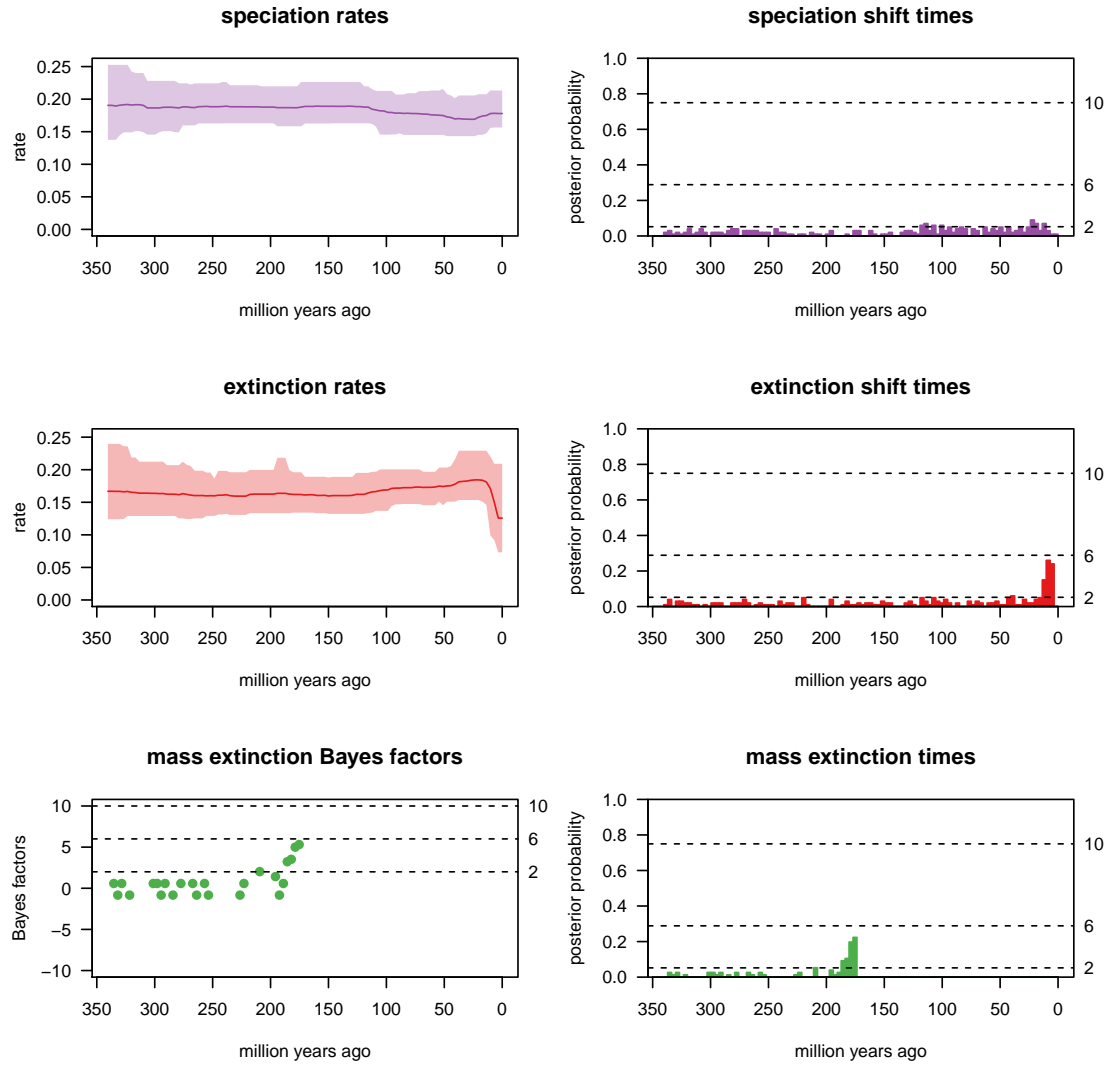 speciation rates
0.25
0.20
0.15
0.10
0.05
0.00
rate
350 300 250 200 150 100 50 0
million years ago
speciation shift times
1.0
0.8
0.6
0.4
0.2
0.0
posterior probability
10
6
2
350 300 250 200 150 100 50 0
million years ago
extinction rates
0.25
0.20
0.15
0.10
0.05
0.00
rate
350 300 250 200 150 100 50 0
million years ago
extinction shift times
1.0
0.8
0.6
0.4
0.2
0.0
posterior probability
10
6
2
350 300 250 200 150 100 50 0
million years ago
mass extinction Bayes factors
10
5
0
−5
−10
Bayes factors
10
6
2
350 300 250 200 150 100 50 0
million years ago
mass extinction times
1.0
0.8
0.6
0.4
0.2
0.0
posterior probability
10
6
2
350 300 250 200 150 100 50 0
million years ago